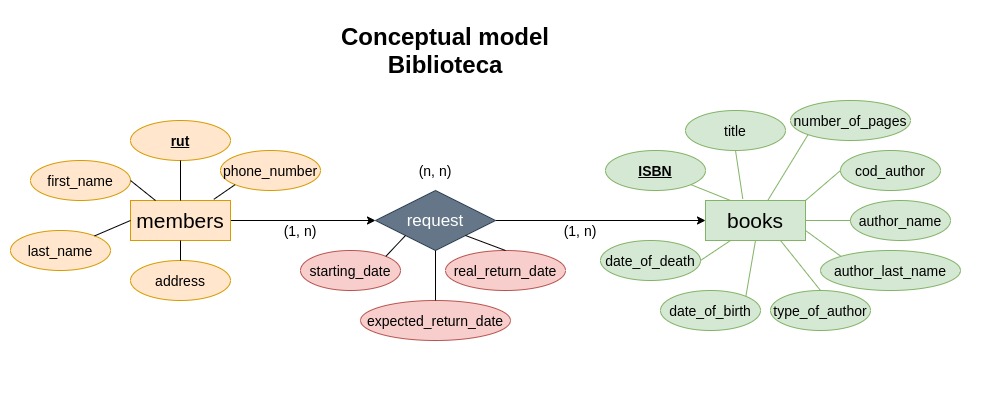 Conceptual model
Biblioteca
rut
first_name
phone_number
members
last_name
address
(1, n)
(n, n)
request
starting_date
real_return_date
expected_return_date
(1, n)
title
number_of_pages
ISBN
cod_author
books
author_name
date_of_death
author_last_name
date_of_birth
type_of_author